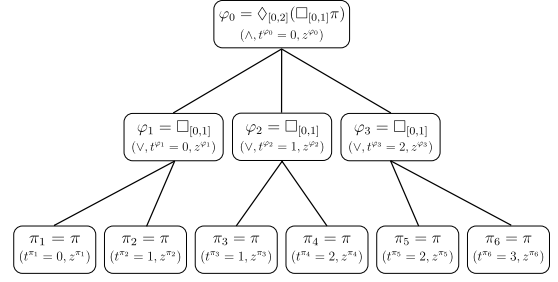 φ₀ = ◊[0,2](□[0,1]π)
(∧, t^φ₀ = 0, z^φ₀)
φ₁ = □[0,1]
(∨, t^φ₁ = 0, z^φ₁)
φ₂ = □[0,1]
(∨, t^φ₂ = 1, z^φ₂)
φ₃ = □[0,1]
(∨, t^φ₃ = 2, z^φ₃)
π₁ = π
(t^π₁ = 0, z^π₁)
π₂ = π
(t^π₂ = 1, z^π₂)
π₃ = π
(t^π₃ = 1, z^π₃)
π₄ = π
(t^π₄ = 2, z^π₄)
π₅ = π
(t^π₅ = 2, z^π₅)
π₆ = π
(t^π₆ = 3, z^π₆)